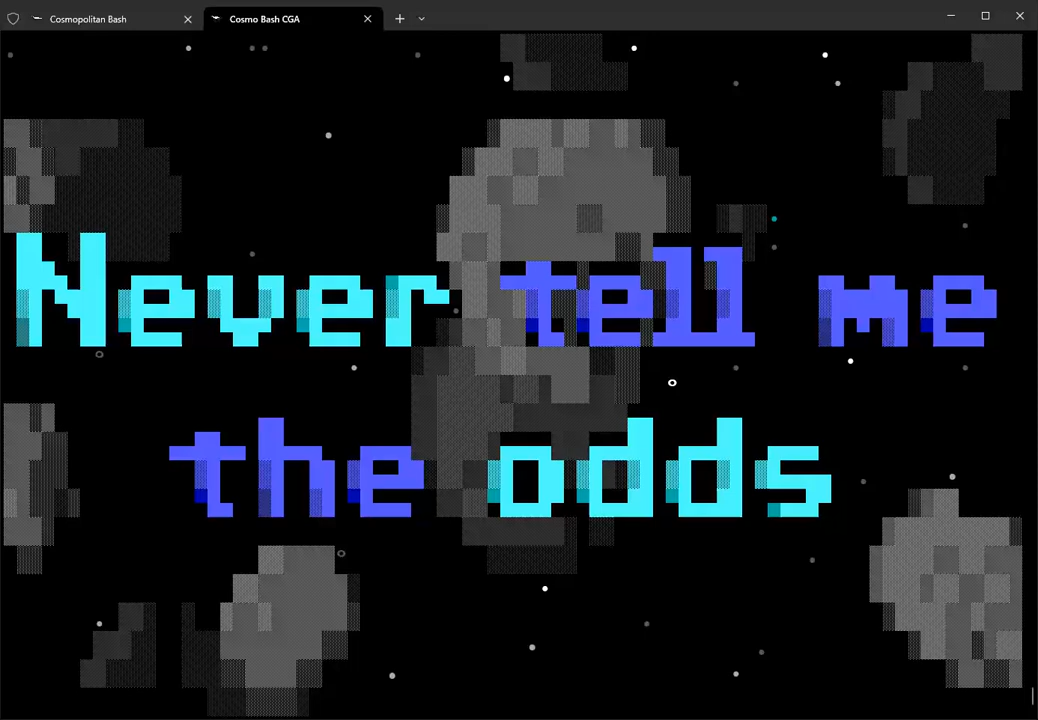 Cosmopolitan Bash
Cosmo Bash CGA
Never tell me
the odds